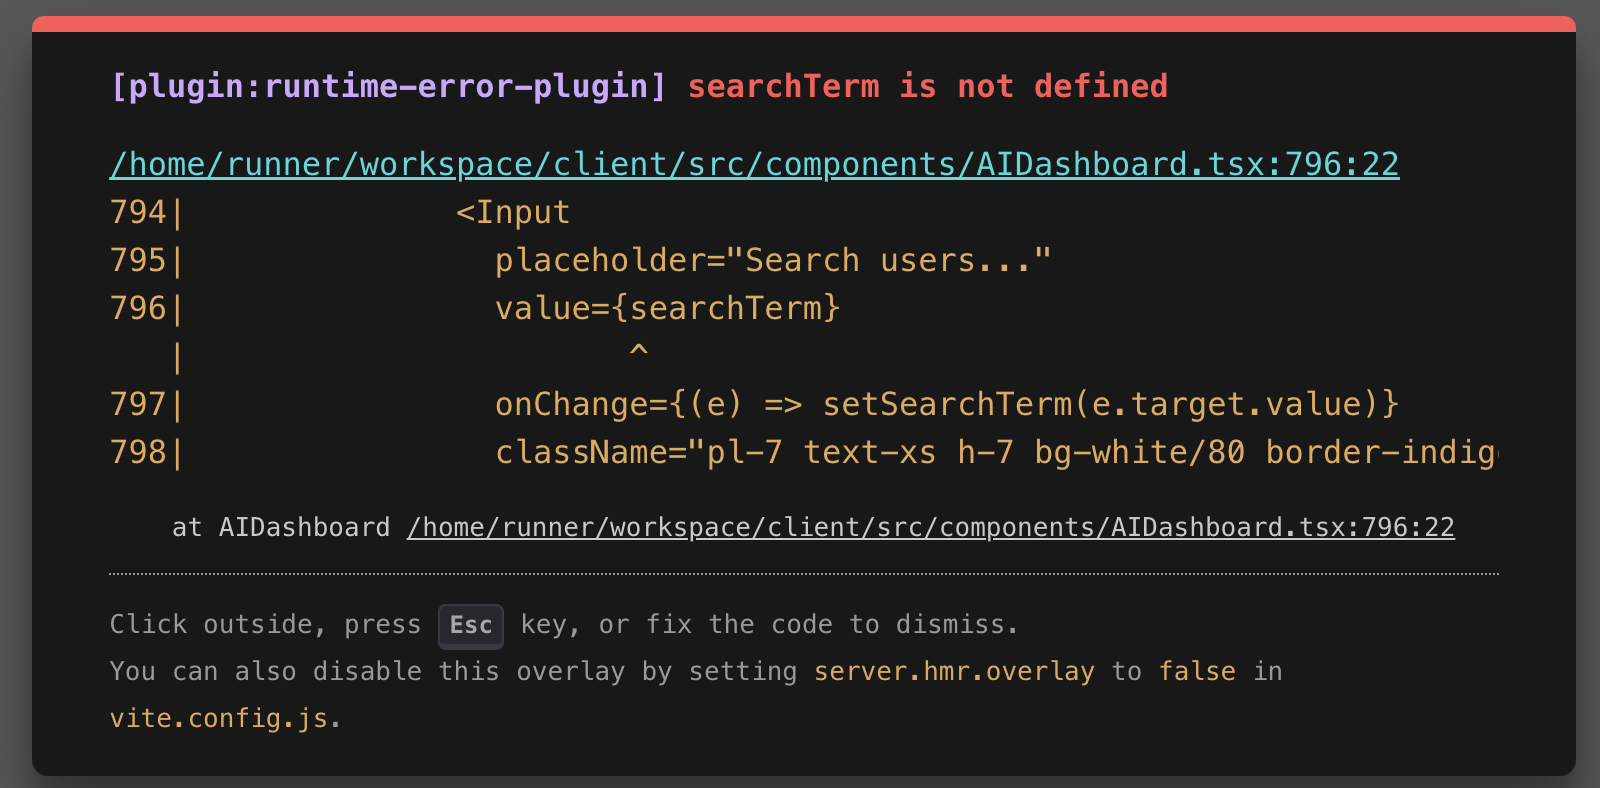 [plugin:runtime-error-plugin] searchTerm is not defined
/home/runner/workspace/client/src/components/AIDashboard.tsx:796:22
794|              <Input
795|                placeholder="Search users..."
796|                value={searchTerm}
   |                       ^
797|                onChange={(e) => setSearchTerm(e.target.value)}
798|                className="pl-7 text-xs h-7 bg-white/80 border-indig
at AIDashboard /home/runner/workspace/client/src/components/AIDashboard.tsx:796:22
Click outside, press Esc key, or fix the code to dismiss.
You can also disable this overlay by setting server.hmr.overlay to false in
vite.config.js.